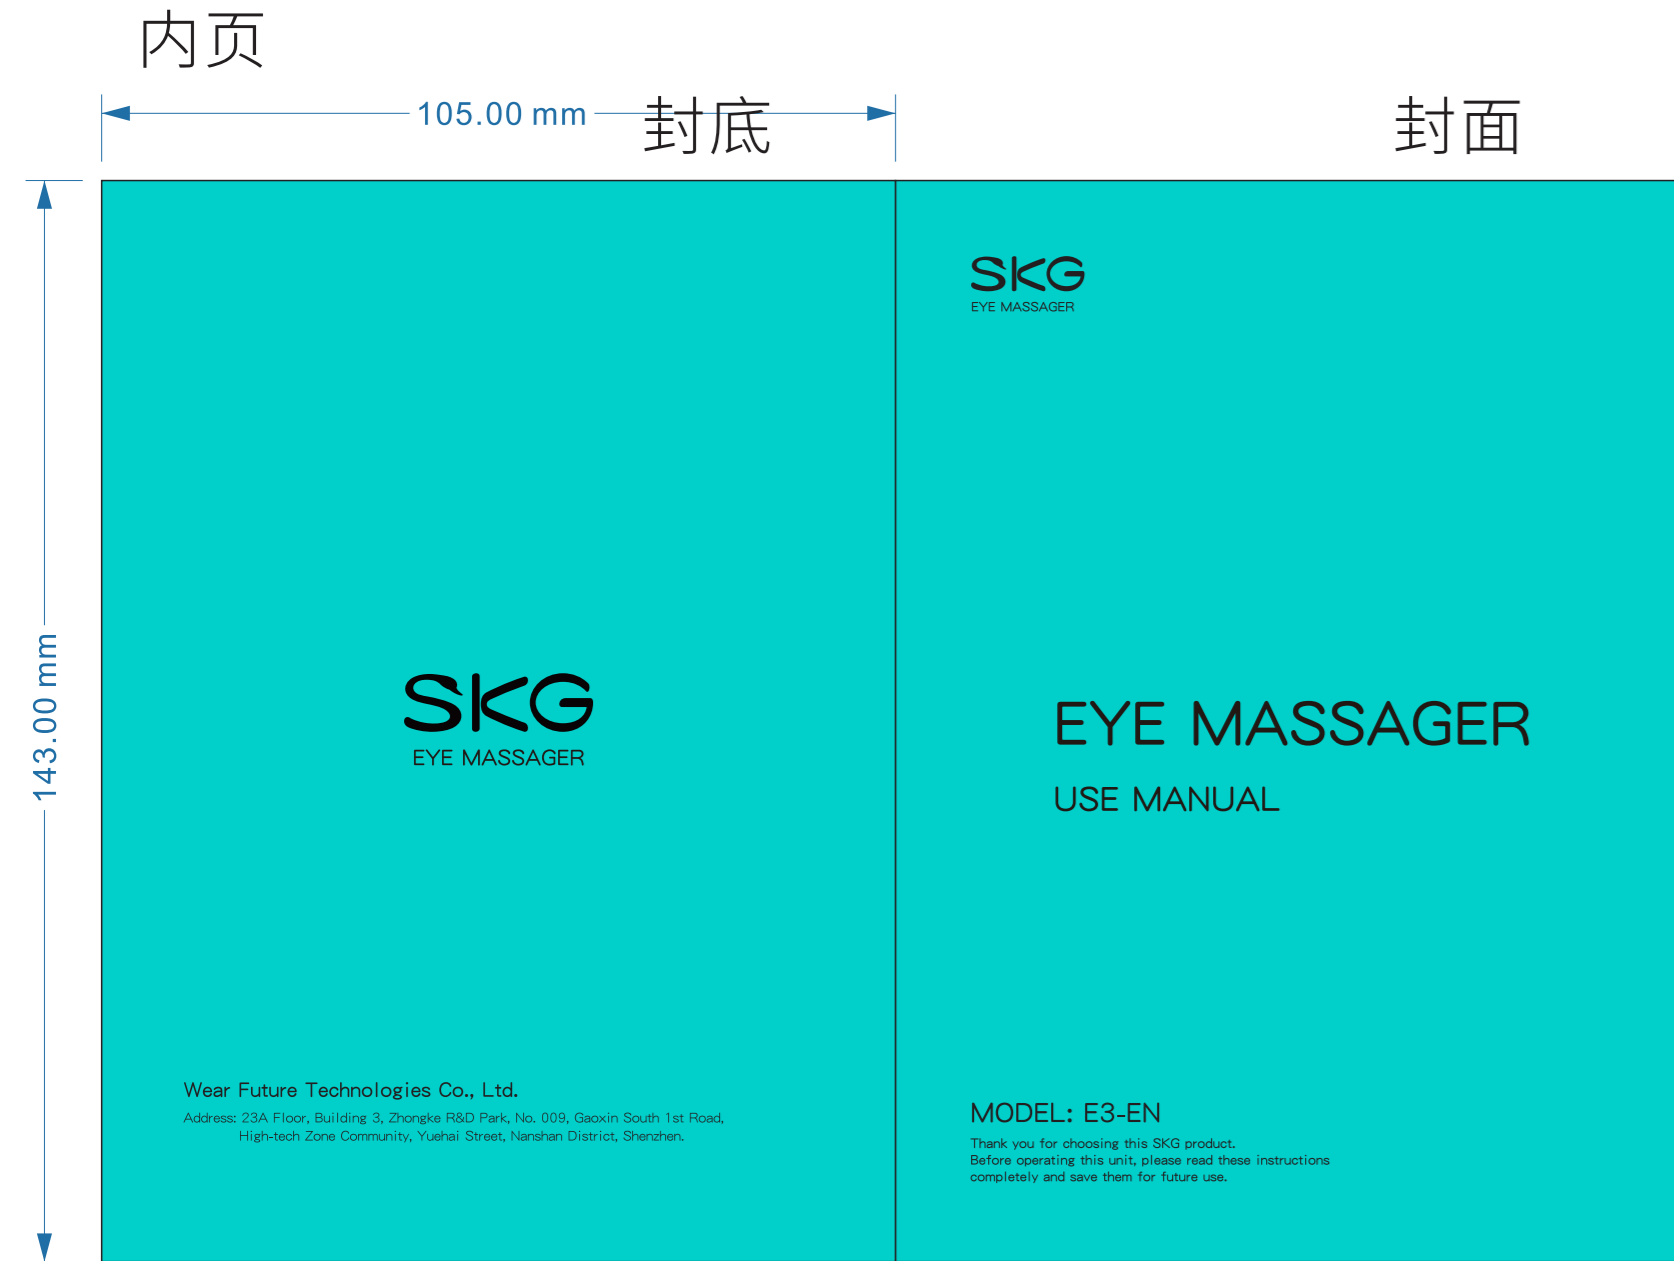 内页
105.00 mm
封底
封面
143.00 mm
SKG
EYE MASSAGER
Wear Future Technologies Co., Ltd.
Address: 23A Floor, Building 3, Zhongke R&D Park, No. 009, Gaoxin South 1st Road,
High-tech Zone Community, Yuehai Street, Nanshan District, Shenzhen.
SKG
EYE MASSAGER
EYE MASSAGER
USE MANUAL
MODEL: E3-EN
Thank you for choosing this SKG product.
Before operating this unit, please read these instructions
completely and save them for future use.